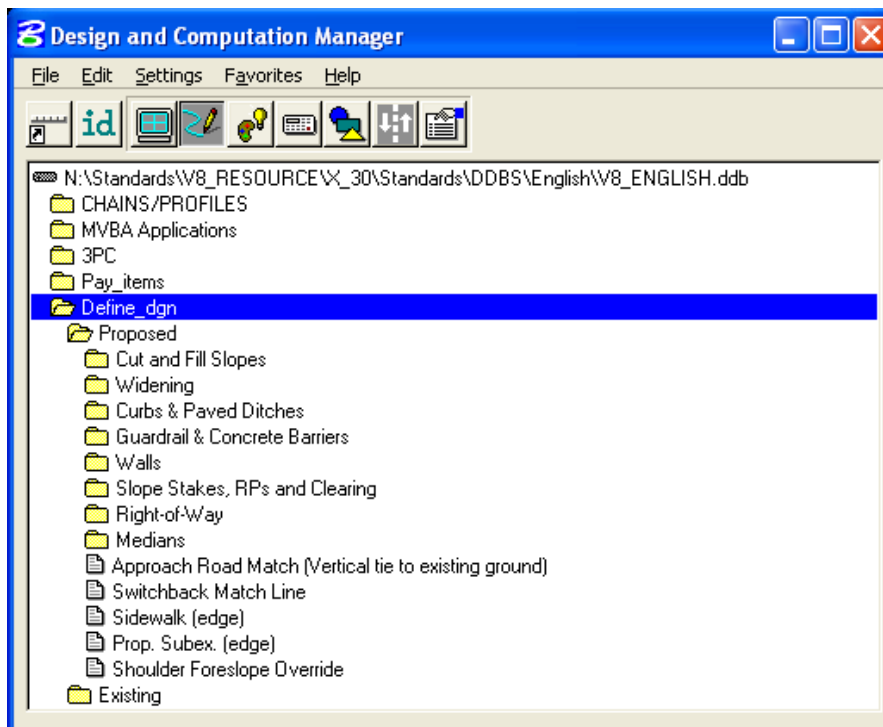 Design and Computation Manager
File Edit Settings Favorites Help
id
N:\Standards\V8_RESOURCE\X_30\Standards\DDBS\English\V8_ENGLISH.ddb
CHAINS/PROFILES
MVBA Applications
3PC
Pay_items
Define_dgn
Proposed
Cut and Fill Slopes
Widening
Curbs & Paved Ditches
Guardrail & Concrete Barriers
Walls
Slope Stakes, RPs and Clearing
Right-of-Way
Medians
Approach Road Match (Vertical tie to existing ground)
Switchback Match Line
Sidewalk (edge)
Prop. Subex. (edge)
Shoulder Foreslope Override
Existing